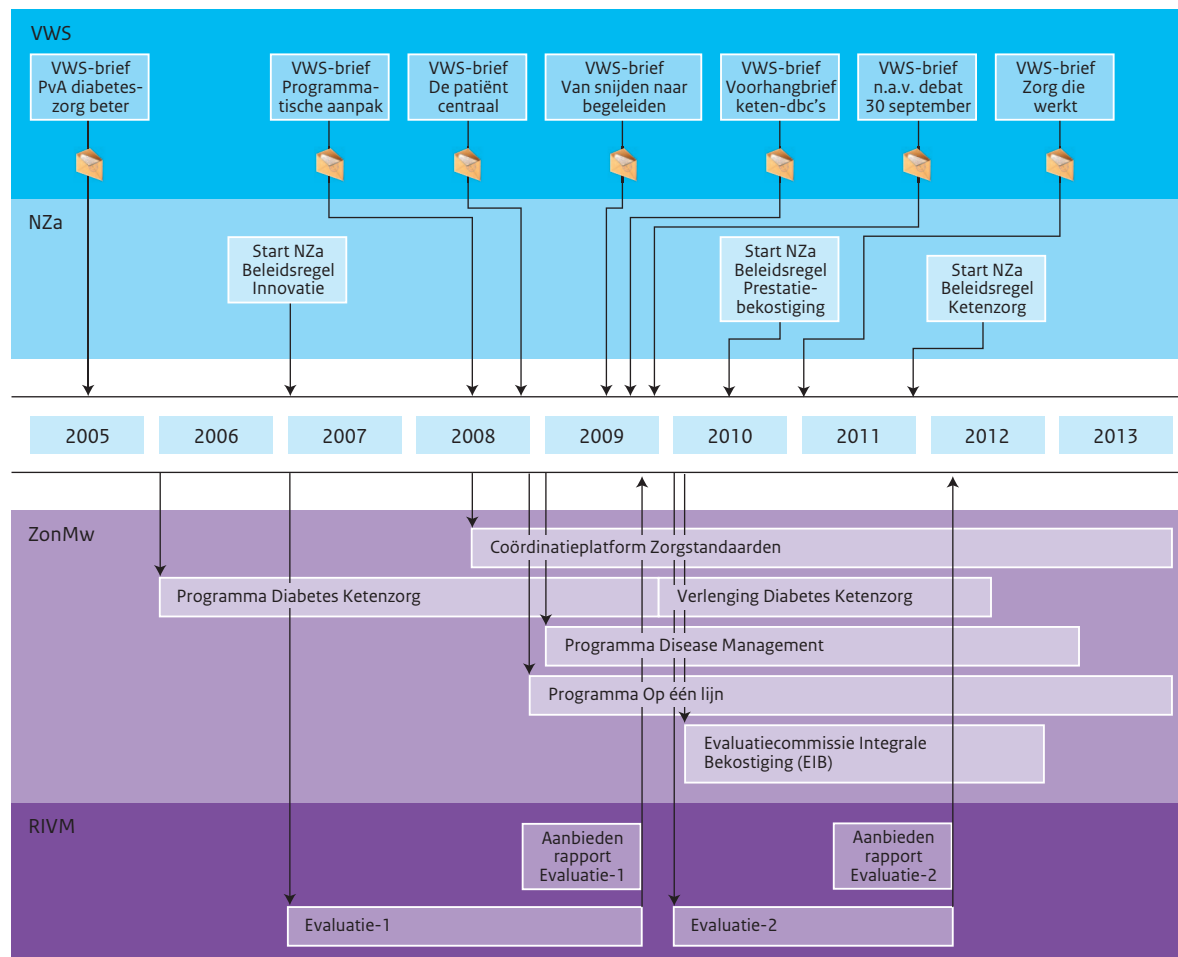 VWS
VWS-brief
PvA diabetes-
zorg beter
VWS-brief
Programma-
tische aanpak
VWS-brief
De patiënt
centraal
VWS-brief
Van snijden naar
begeleiden
VWS-brief
Voorhangbrief
keten-dbc's
VWS-brief
n.a.v. debat
30 september
VWS-brief
Zorg die
werkt
NZa
Start NZa
Beleidsregel
Innovatie
Start NZa
Beleidsregel
Prestatie-
bekostiging
Start NZa
Beleidsregel
Ketenzorg
2005
2006
2007
2008
2009
2010
2011
2012
2013
ZonMw
Coördinatieplatform Zorgstandaarden
Programma Diabetes Ketenzorg
Verlenging Diabetes Ketenzorg
Programma Disease Management
Programma Op één lijn
Evaluatiecommissie Integrale
Bekostiging (EIB)
RIVM
Aanbieden
rapport
Evaluatie-1
Aanbieden
rapport
Evaluatie-2
Evaluatie-1
Evaluatie-2